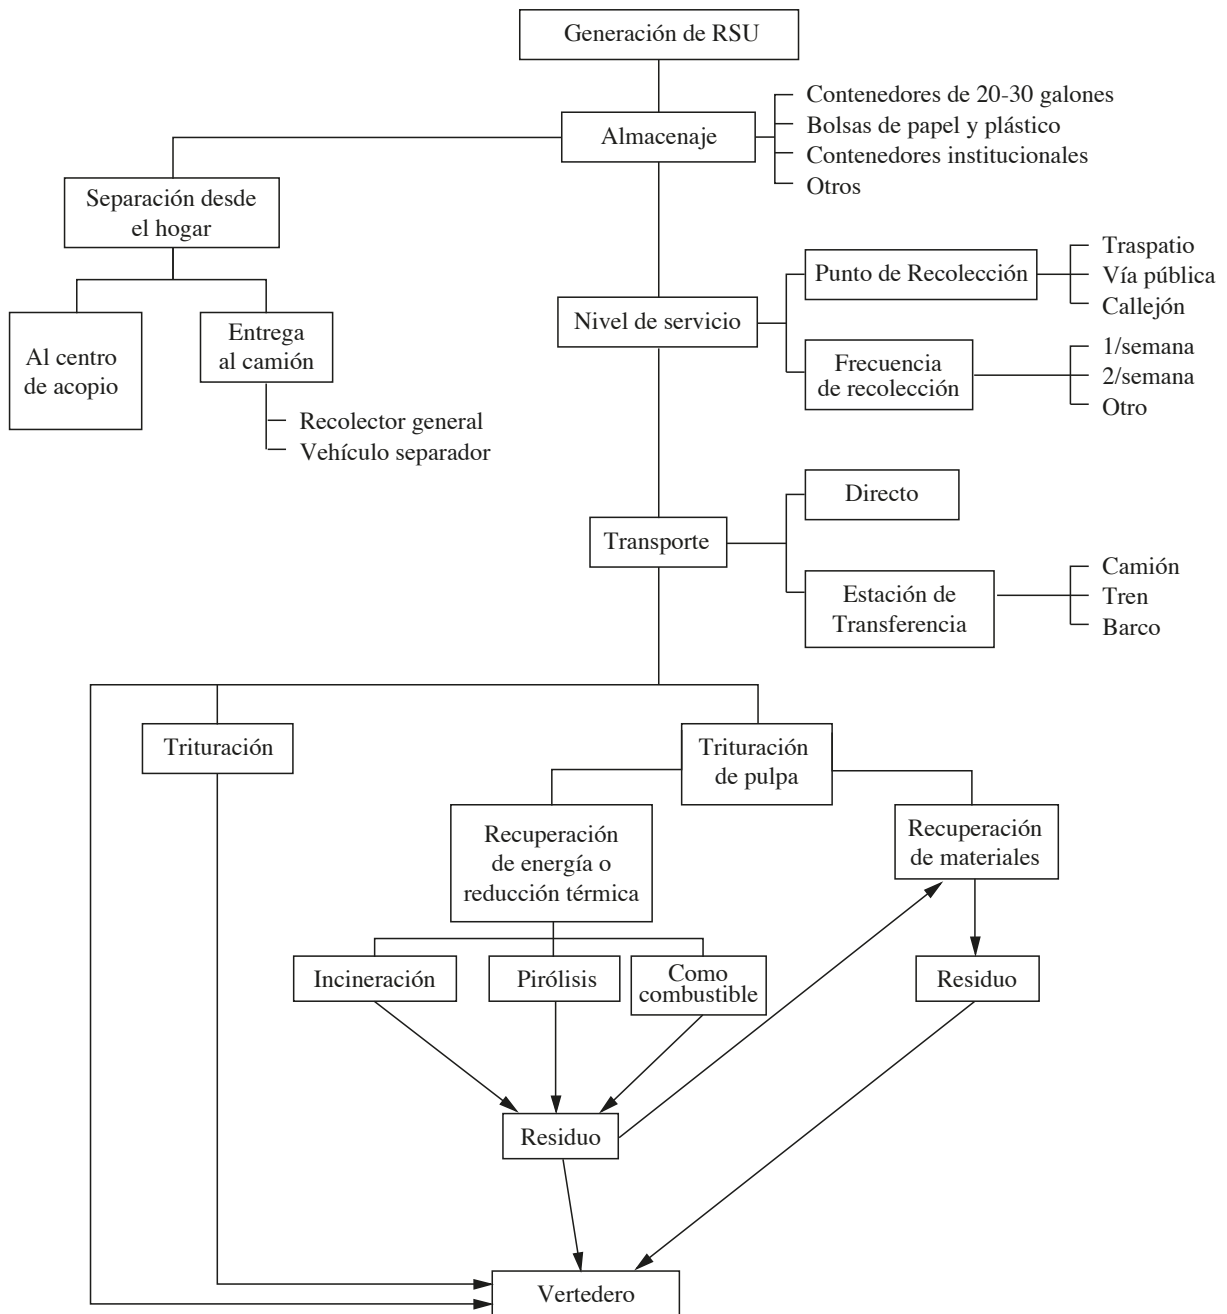 Generación de RSU
Almacenaje
Contenedores de 20-30 galones
Bolsas de papel y plástico
Contenedores institucionales
Otros
Separación desde
el hogar
Al centro
de acopio
Entrega
al camión
Recolector general
Vehículo separador
Nivel de servicio
Punto de Recolección
Traspatio
Vía pública
Callejón
Frecuencia
de recolección
1/semana
2/semana
Otro
Transporte
Directo
Estación de
Transferencia
Camión
Tren
Barco
Trituración
Trituración
de pulpa
Recuperación
de energía o
reducción térmica
Recuperación
de materiales
Incineración
Pirólisis
Como
combustible
Residuo
Residuo
Vertedero